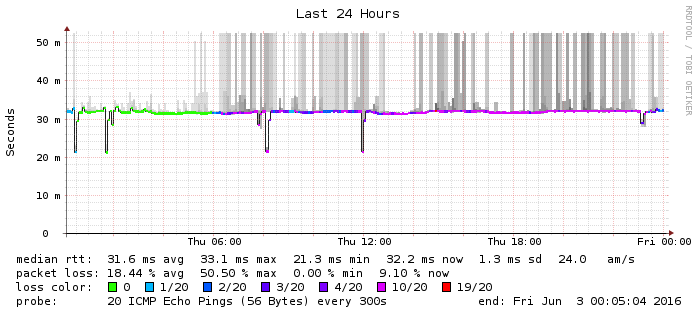 Last 24 Hours
RRDTOOL / TOBI OETIKER
Seconds
50 m
40 m
30 m
20 m
10 m
0
Thu 06:00 Thu 12:00 Thu 18:00 Fri 00:00
median rtt: 31.6 ms avg 33.1 ms max 21.3 ms min 32.2 ms now 1.3 ms sd 24.0 am/s
packet loss: 18.44 % avg 50.50 % max 0.00 % min 9.10 % now
loss color: 0 1/20 2/20 3/20 4/20 10/20 19/20
probe: 20 ICMP Echo Pings (56 Bytes) every 300s end: Fri Jun 3 00:05:04 2016